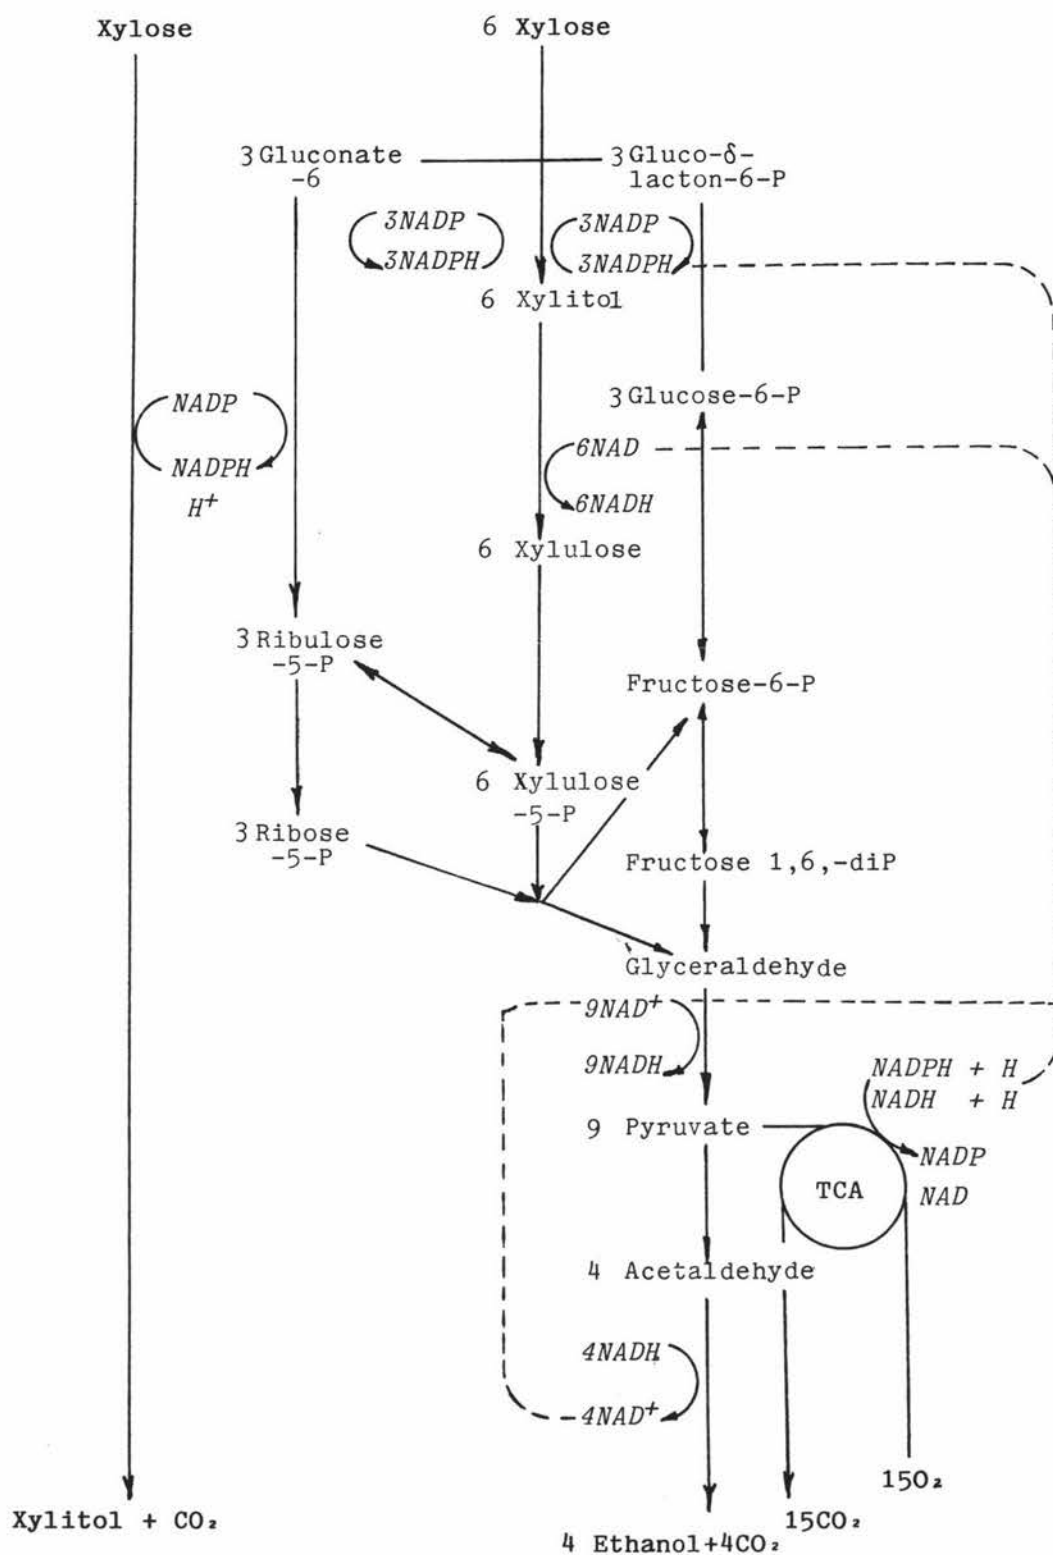 Xylose
6 Xylose
3 Gluconate
-6
3 Gluco-δ-
lacton-6-P
3NADP
3NADPH
3NADP
3NADPH
6 Xylitol
NADP
NADPH
H+
3 Glucose-6-P
6NAD
6NADH
6 Xylulose
3 Ribulose
-5-P
Fructose-6-P
6 Xylulose
-5-P
3 Ribose
-5-P
Fructose 1,6,-diP
Glyceraldehyde
9NAD+
9NADH
NADPH + H
NADH + H
9 Pyruvate
NADP
TCA
NAD
4 Acetaldehyde
4NADH
4NAD+
15O₂
Xylitol + CO₂
15CO₂
4 Ethanol+4CO₂